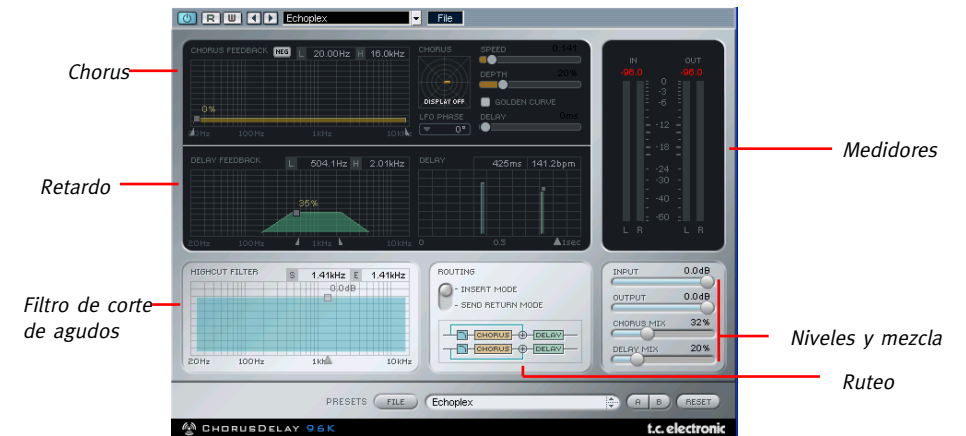 R W Echoplex File
Chorus
CHORUS FEEDBACK NEG L 20.00Hz H 16.0kHz
0%
20Hz 100Hz 1kHz 10kHz
CHORUS
DISPLAY OFF
LFO PHASE
0°
SPEED 0.141
DEPTH 20%
GOLDEN CURVE
DELAY 0ms
IN OUT
-96.0 -96.0
0
-3
-6
-12
-18
-24
-30
-40
-60
L R L R
Medidores
Retardo
DELAY FEEDBACK L 504.1Hz H 2.01kHz
35%
20Hz 100Hz 1kHz 10kHz
DELAY 425ms 141.2bpm
0 0.5 1sec
Filtro de corte
de agudos
HIGHCUT FILTER S 1.41kHz E 1.41kHz
0.0dB
20Hz 100Hz 1kHz 10kHz
ROUTING
- INSERT MODE
- SEND RETURN MODE
CHORUS DELAY
CHORUS DELAY
INPUT 0.0dB
OUTPUT 0.0dB
CHORUS MIX 32%
DELAY MIX 20%
Niveles y mezcla
Ruteo
PRESETS FILE Echoplex A B RESET
CHORUSDELAY 96K t.c. electronic